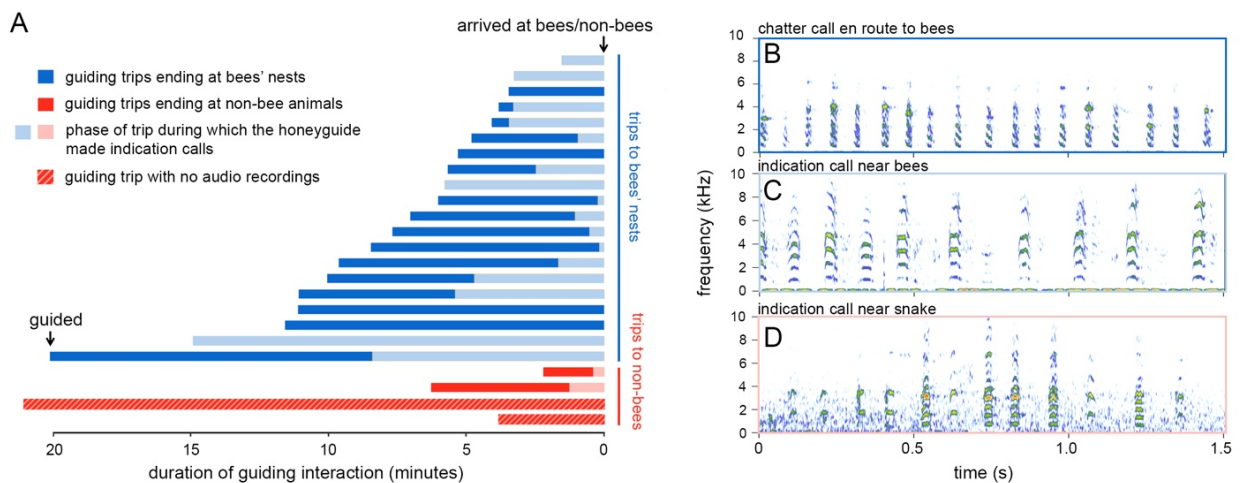 A
arrived at bees/non-bees
guiding trips ending at bees' nests
guiding trips ending at non-bee animals
phase of trip during which the honeyguide
made indication calls
guiding trip with no audio recordings
guided
trips to bees' nests
trips to non-bees
20
15
10
5
0
duration of guiding interaction (minutes)
chatter call en route to bees
B
10
8
6
4
2
0
indication call near bees
C
10
8
6
4
2
0
indication call near snake
D
10
8
6
4
2
0
frequency (kHz)
0
0.5
1.0
1.5
time (s)